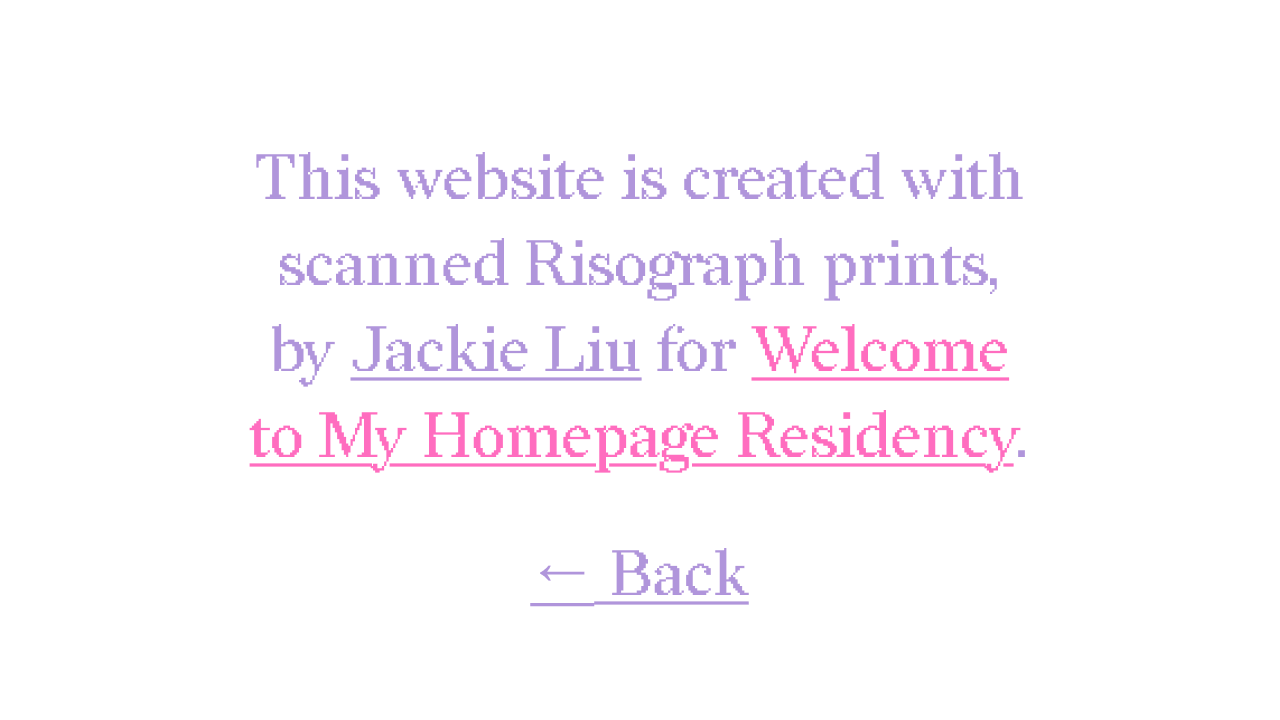 This website is created with
scanned Risograph prints,
by Jackie Liu for Welcome
to My Homepage Residency.
← Back